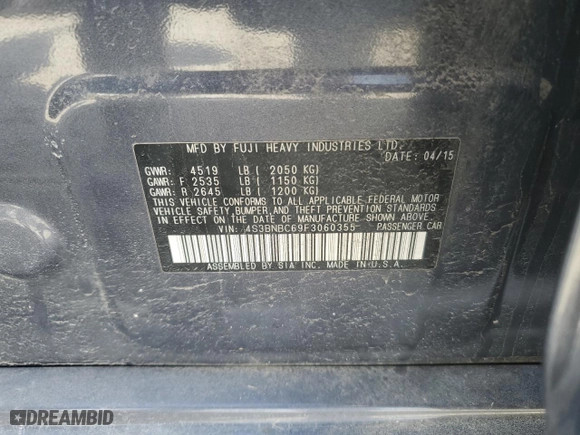 MFD BY FUJI HEAVY INDUSTRIES LTD.
DATE: 04/15
GVWR: 4519 LB ( 2050 KG)
GAWR: F 2535 LB ( 1150 KG)
GAWR: R 2645 LB ( 1200 KG)
THIS VEHICLE CONFORMS TO ALL APPLICABLE FEDERAL MOTOR
VEHICLE SAFETY, BUMPER, AND THEFT PREVENTION STANDARDS
IN EFFECT ON THE DATE OF MANUFACTURE SHOWN ABOVE.
VIN: 4S3BNBC69F3060355 PASSENGER CAR
ASSEMBLED BY SIA INC. MADE IN U.S.A.
DREAMBID